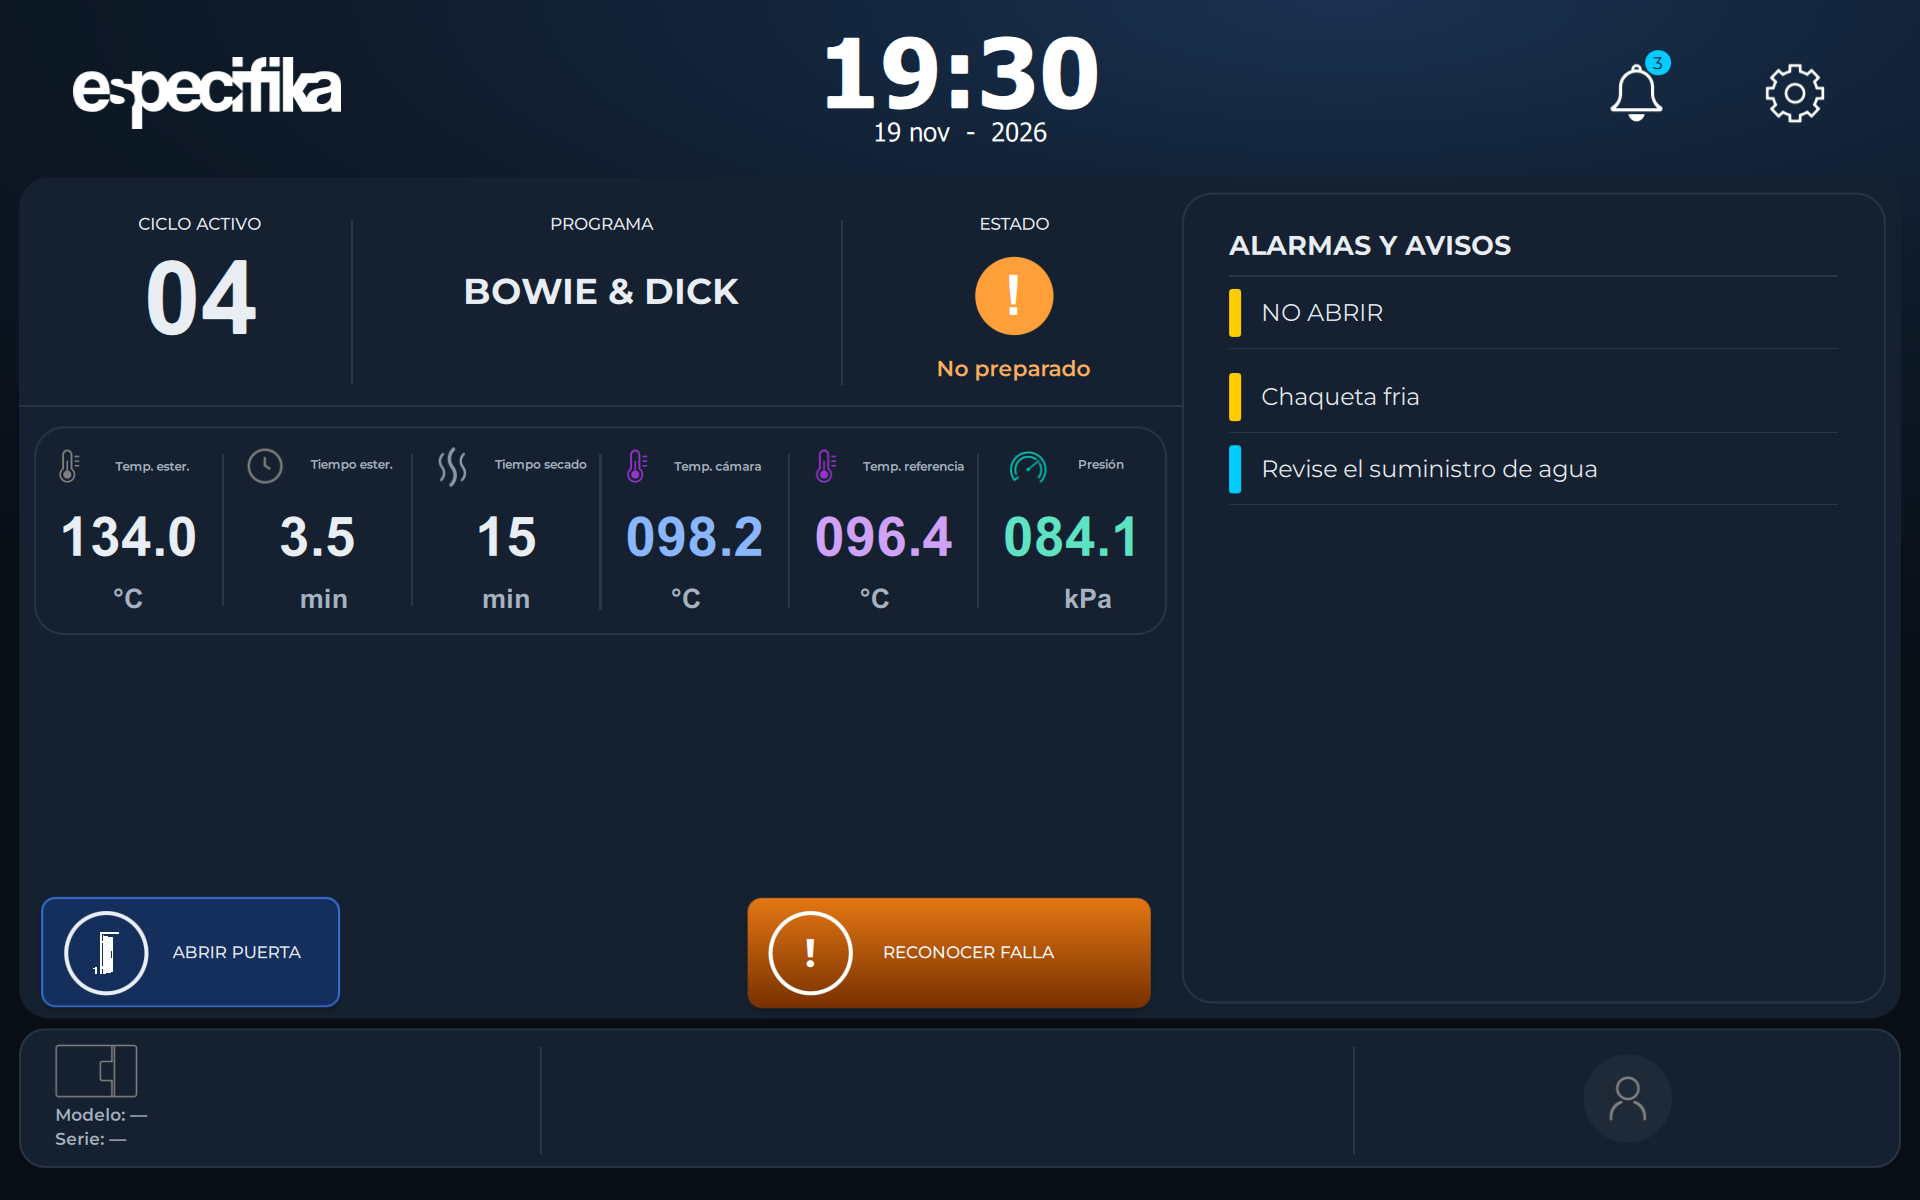 especifika
19:30
19 nov - 2026
3
CICLO ACTIVO
04
PROGRAMA
BOWIE & DICK
ESTADO
!
No preparado
Temp. ester.
134.0
°C
Tiempo ester.
3.5
min
Tiempo secado
15
min
Temp. cámara
098.2
°C
Temp. referencia
096.4
°C
Presión
084.1
kPa
ALARMAS Y AVISOS
NO ABRIR
Chaqueta fria
Revise el suministro de agua
ABRIR PUERTA
!
RECONOCER FALLA
Modelo: —
Serie: —